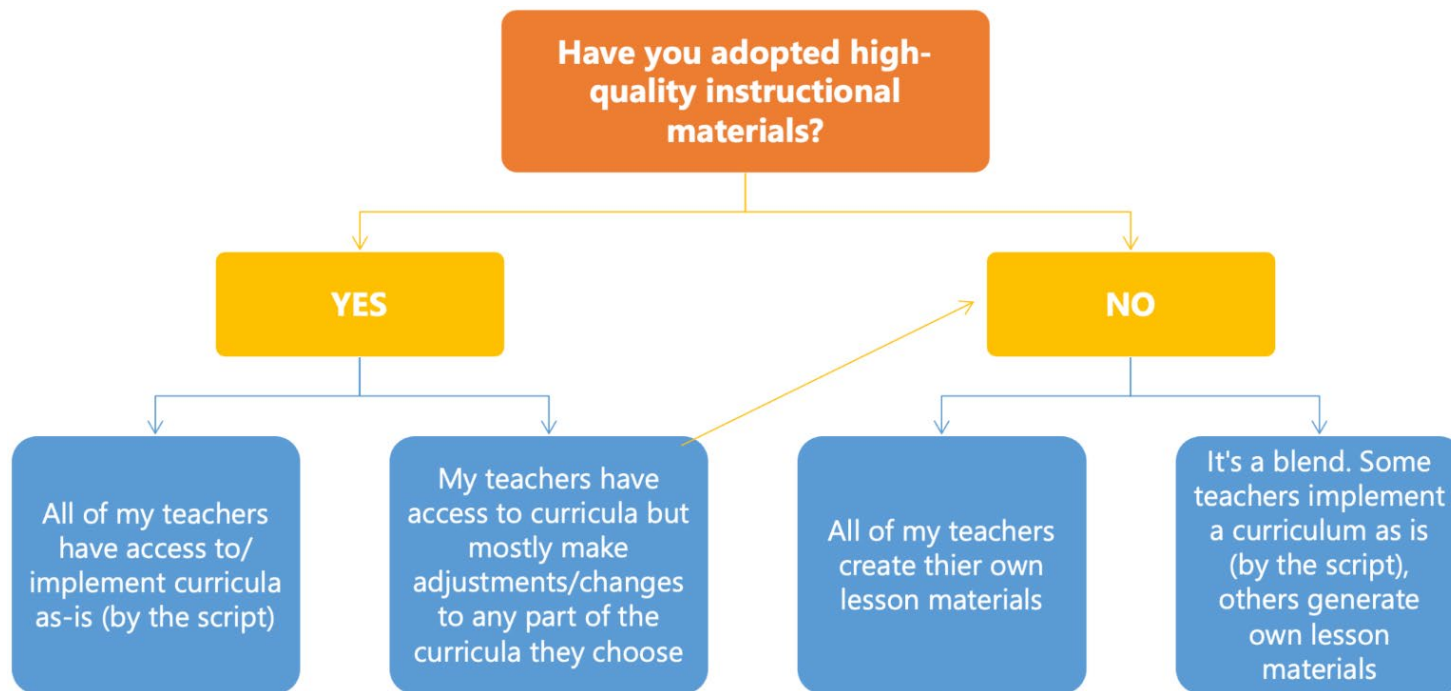 Have you adopted high-
quality instructional
materials?
YES
NO
All of my teachers
have access to/
implement curricula
as-is (by the script)
My teachers have
access to curricula but
mostly make
adjustments/changes
to any part of the
curricula they choose
All of my teachers
create thier own
lesson materials
It's a blend. Some
teachers implement
a curriculum as is
(by the script),
others generate
own lesson
materials